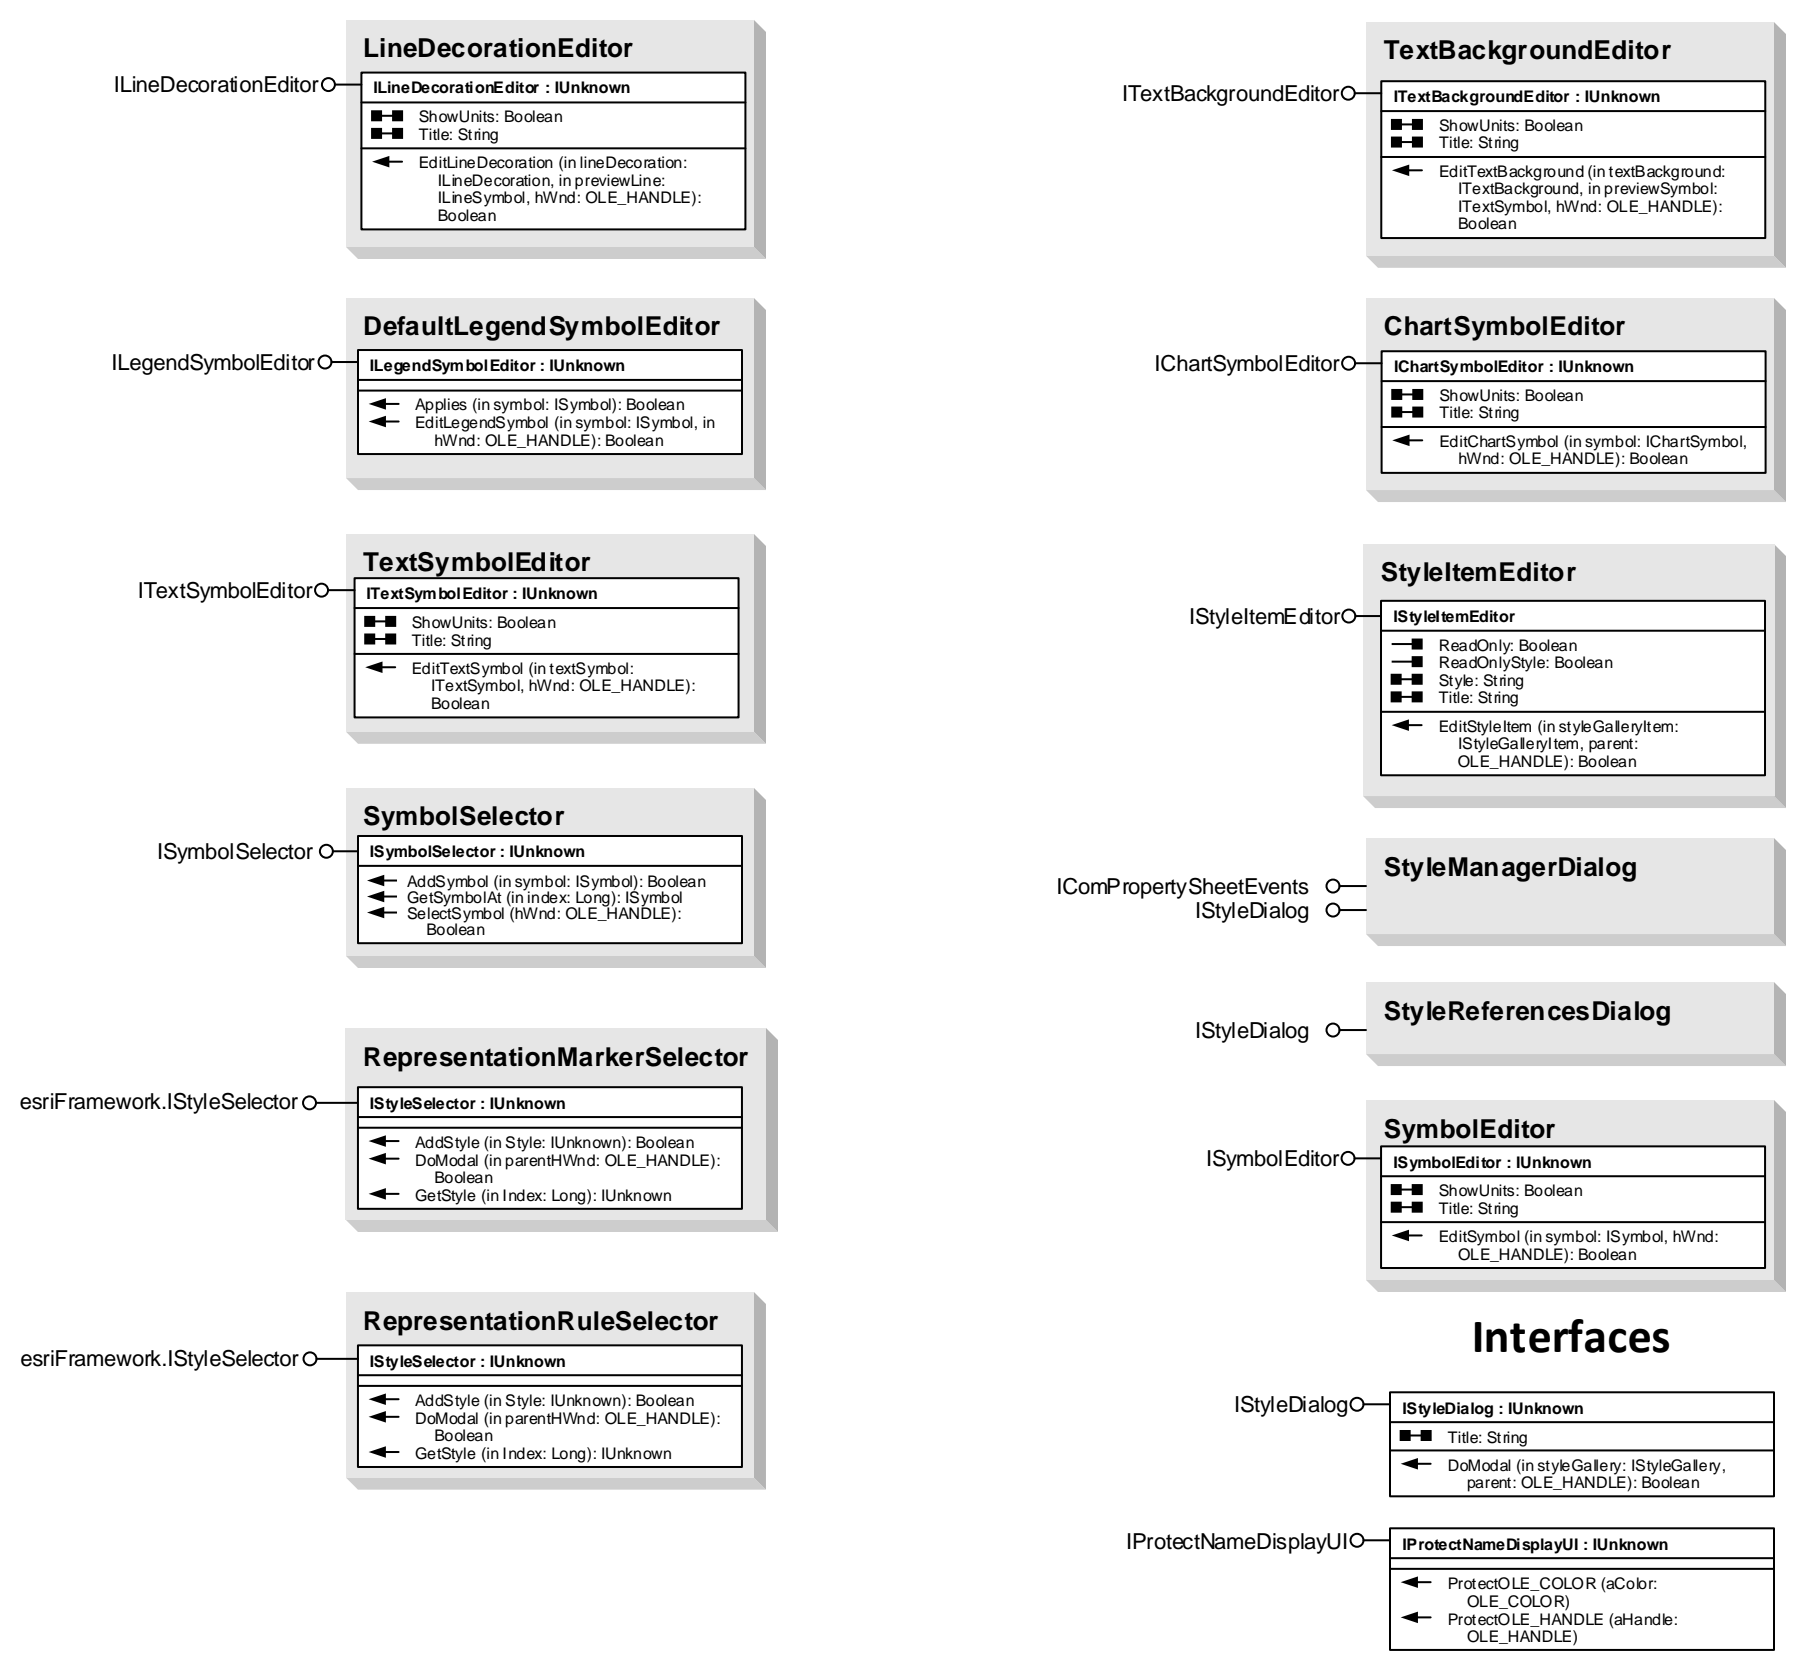 LineDecorationEditor
ILineDecorationEditor
ILineDecorationEditor : IUnknown
ShowUnits: Boolean
Title: String
EditLineDecoration (in lineDecoration:
ILineDecoration, in previewLine:
ILineSymbol, hWnd: OLE_HANDLE):
Boolean
DefaultLegendSymbolEditor
ILegendSymbolEditor
ILegendSymbolEditor : IUnknown
Applies (in symbol: ISymbol): Boolean
EditLegendSymbol (in symbol: ISymbol, in
hWnd: OLE_HANDLE): Boolean
TextSymbolEditor
ITextSymbolEditor
ITextSymbolEditor : IUnknown
ShowUnits: Boolean
Title: String
EditTextSymbol (in textSymbol:
ITextSymbol, hWnd: OLE_HANDLE):
Boolean
SymbolSelector
ISymbolSelector
ISymbolSelector : IUnknown
AddSymbol (in symbol: ISymbol): Boolean
GetSymbolAt (in index: Long): ISymbol
SelectSymbol (hWnd: OLE_HANDLE):
Boolean
RepresentationMarkerSelector
esriFramework.IStyleSelector
IStyleSelector : IUnknown
AddStyle (in Style: IUnknown): Boolean
DoModal (in parentHWnd: OLE_HANDLE):
Boolean
GetStyle (in Index: Long): IUnknown
RepresentationRuleSelector
esriFramework.IStyleSelector
IStyleSelector : IUnknown
AddStyle (in Style: IUnknown): Boolean
DoModal (in parentHWnd: OLE_HANDLE):
Boolean
GetStyle (in Index: Long): IUnknown
TextBackgroundEditor
ITextBackgroundEditor
ITextBackgroundEditor : IUnknown
ShowUnits: Boolean
Title: String
EditTextBackground (in textBackground:
ITextBackground, in previewSymbol:
ITextSymbol, hWnd: OLE_HANDLE):
Boolean
ChartSymbolEditor
IChartSymbolEditor
IChartSymbolEditor : IUnknown
ShowUnits: Boolean
Title: String
EditChartSymbol (in symbol: IChartSymbol,
hWnd: OLE_HANDLE): Boolean
StyleItemEditor
IStyleItemEditor
IStyleItemEditor
ReadOnly: Boolean
ReadOnlyStyle: Boolean
Style: String
Title: String
EditStyleItem (in styleGalleryItem:
IStyleGalleryItem, parent:
OLE_HANDLE): Boolean
StyleManagerDialog
IComPropertySheetEvents
IStyleDialog
StyleReferencesDialog
IStyleDialog
SymbolEditor
ISymbolEditor
ISymbolEditor : IUnknown
ShowUnits: Boolean
Title: String
EditSymbol (in symbol: ISymbol, hWnd:
OLE_HANDLE): Boolean
Interfaces
IStyleDialog
IStyleDialog : IUnknown
Title: String
DoModal (in styleGallery: IStyleGallery,
parent: OLE_HANDLE): Boolean
IProtectNameDisplayUI
IProtectNameDisplayUI : IUnknown
ProtectOLE_COLOR (aColor:
OLE_COLOR)
ProtectOLE_HANDLE (aHandle:
OLE_HANDLE)